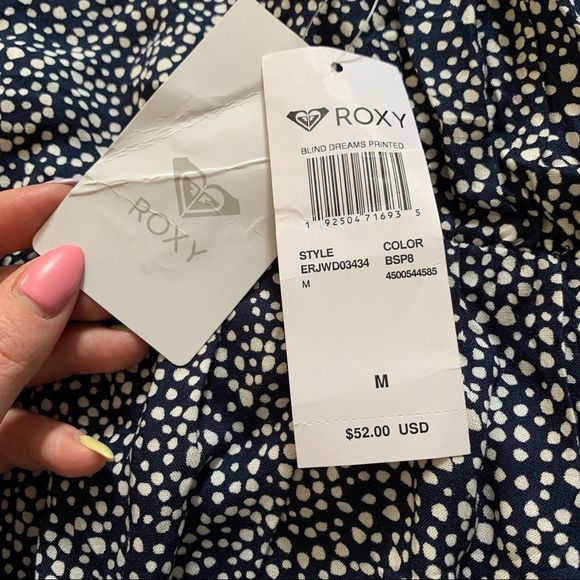 ROXY
ROXY
BLIND DREAMS PRINTED
1 92504 71693 5
STYLE COLOR
ERJWD03434 BSP8
M 4500544585
M
$52.00 USD